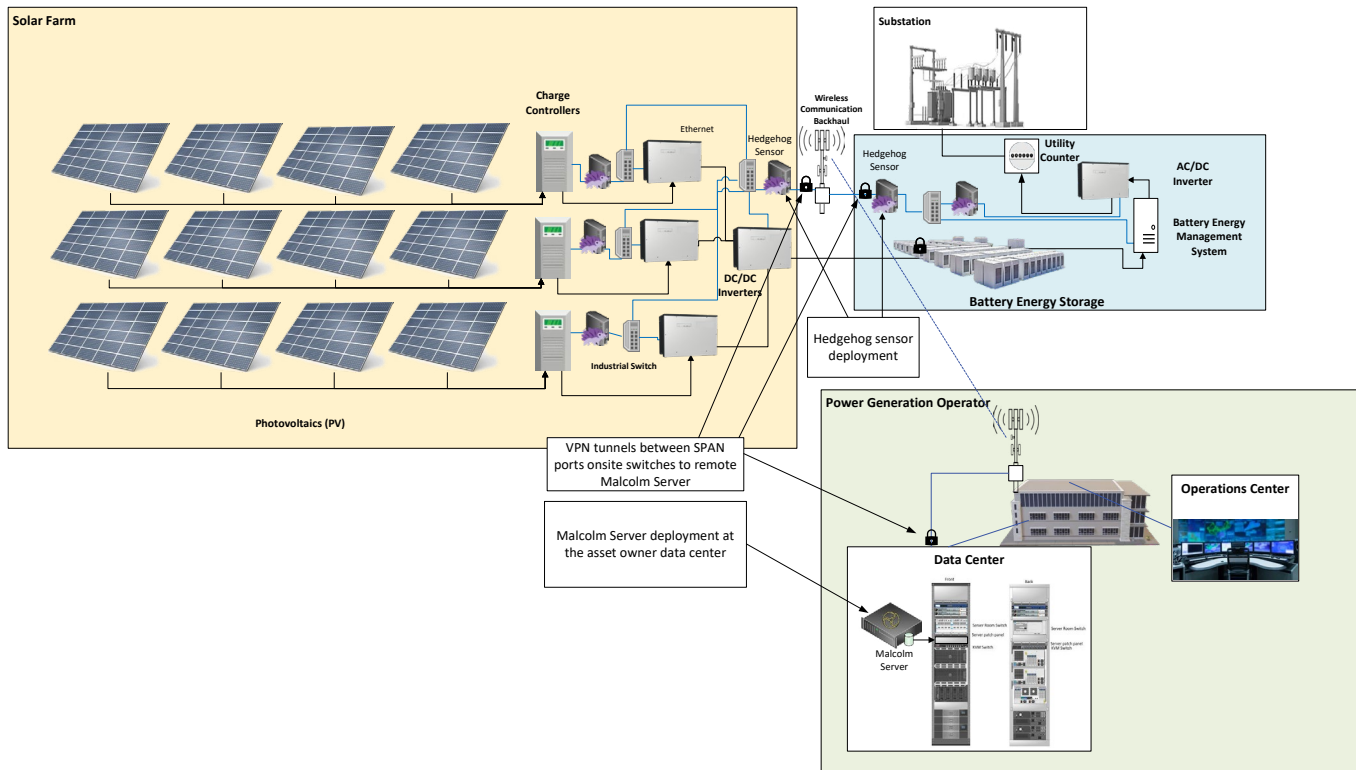 Solar Farm
Charge
Controllers
Ethernet
Hedgehog
Sensor
Industrial Switch
DC/DC
Inverters
Photovoltaics (PV)
Wireless
Communication
Backhaul
Substation
Utility
Counter
Hedgehog
Sensor
AC/DC
Inverter
Battery Energy
Management
System
Battery Energy Storage
Hedgehog sensor
deployment
VPN tunnels between SPAN
ports onsite switches to remote
Malcolm Server
Malcolm Server deployment at
the asset owner data center
Power Generation Operator
Operations Center
Data Center
Front
Back
Server Room Switch
Server patch panel
KVM Switch
Server Room Switch
Server patch panel
KVM Switch
Malcolm
Server